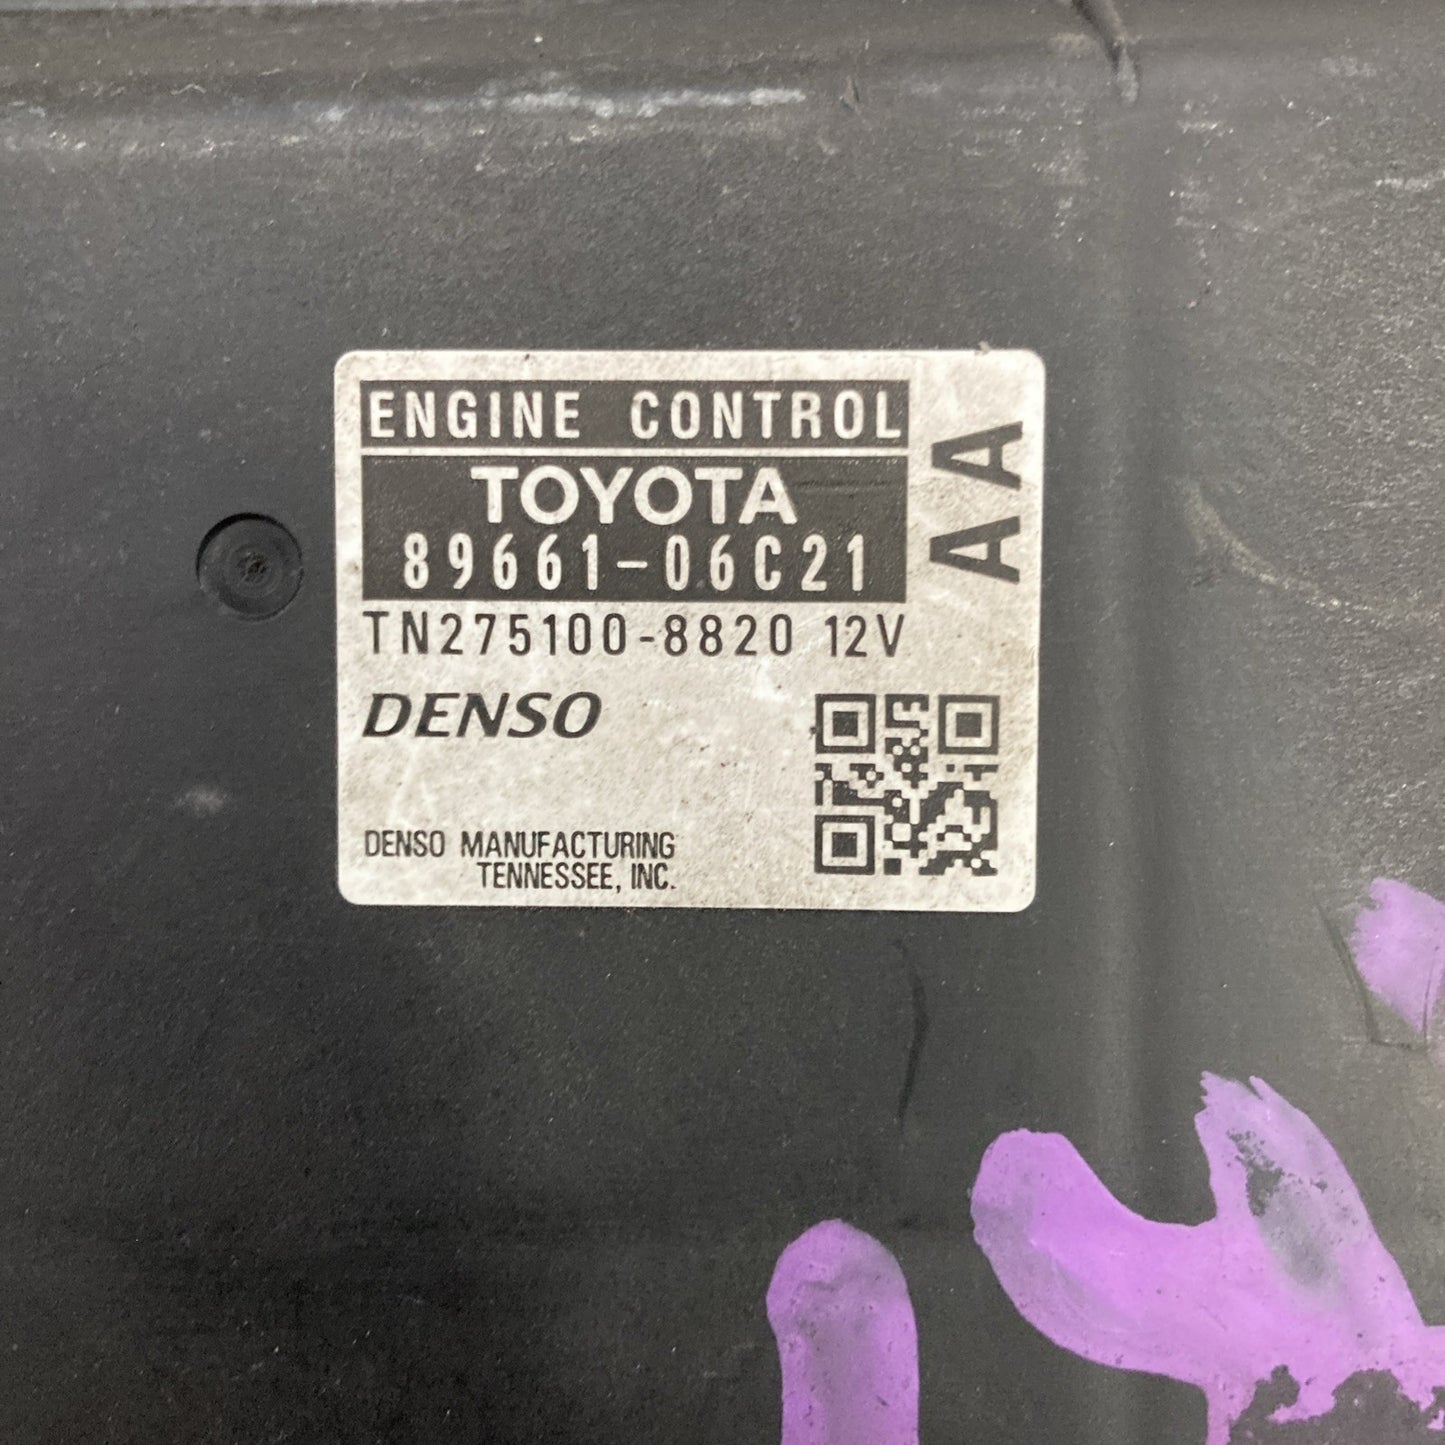 ENGINE CONTROL
TOYOTA
89661-06C21
AA
TN275100-8820 12V
DENSO
DENSO MANUFACTURING
TENNESSEE, INC.